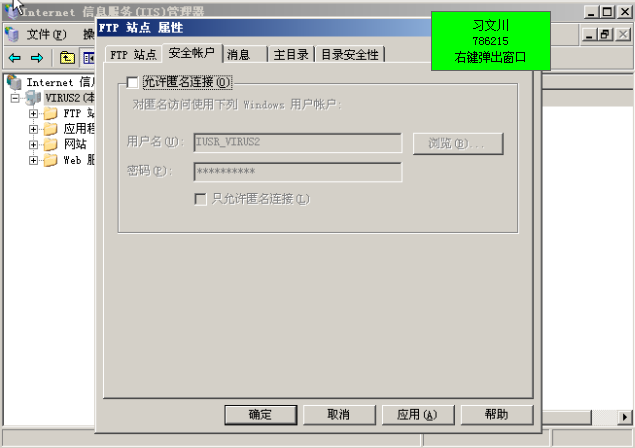 Internet 信息服务(IIS)管理器
FTP 站点 属性
习文川
786215
右键弹出窗口
文件(F)
FTP 站点
安全帐户
消息
主目录
目录安全性
Internet
VIRUS2
FTP
应用程
网站
Web 服
允许匿名连接(O)
对匿名访问使用下列 Windows 用户帐户:
用户名(U):
IUSR_VIRUS2
浏览(B)...
密码(P):
**********
只允许匿名连接(L)
确定
取消
应用(A)
帮助